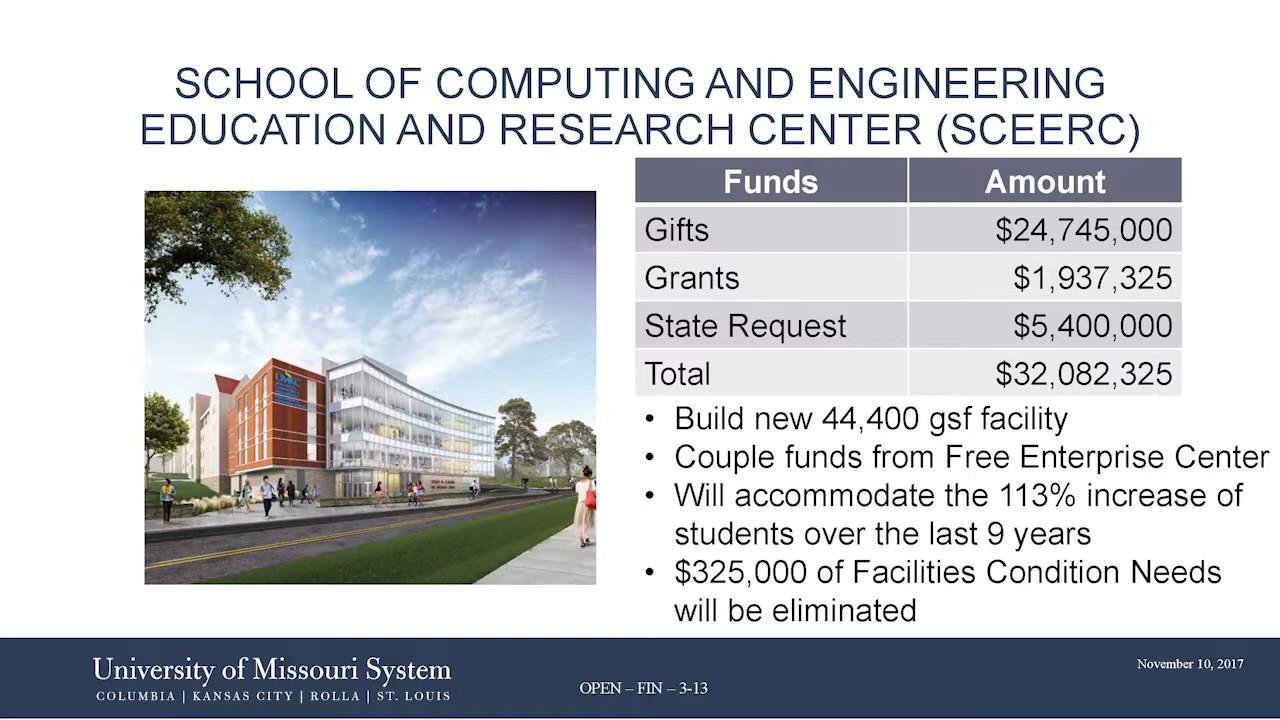 SCHOOL OF COMPUTING AND ENGINEERING
EDUCATION AND RESEARCH CENTER (SCEERC)
Funds Amount
Gifts $24,745,000
Grants $1,937,325
State Request $5,400,000
Total $32,082,325
• Build new 44,400 gsf facility
• Couple funds from Free Enterprise Center
• Will accommodate the 113% increase of
students over the last 9 years
• $325,000 of Facilities Condition Needs
will be eliminated
UMKC
University of Missouri System
COLUMBIA | KANSAS CITY | ROLLA | ST. LOUIS
OPEN – FIN – 3-13
November 10, 2017